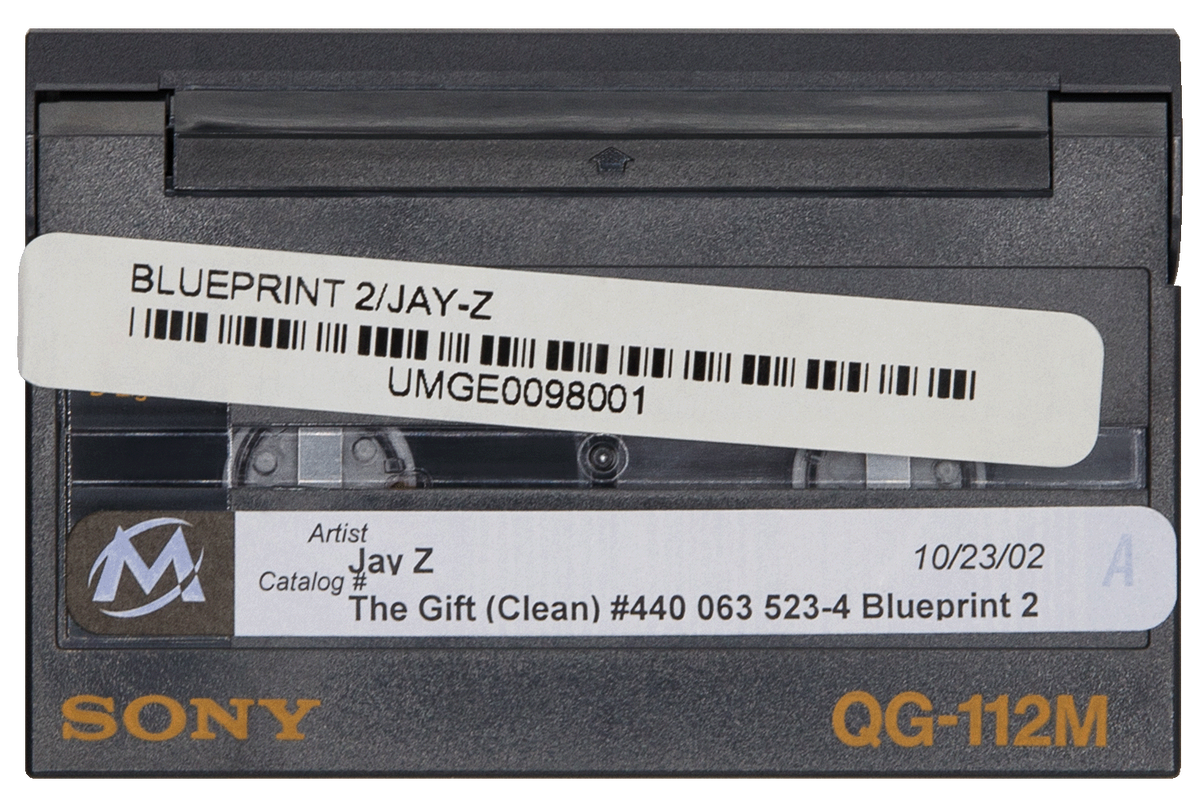 BLUEPRINT 2/JAY-Z
UMGE0098001
Artist
Jay Z
10/23/02
A
Catalog #
The Gift (Clean) #440 063 523-4 Blueprint 2
SONY
QG-112M